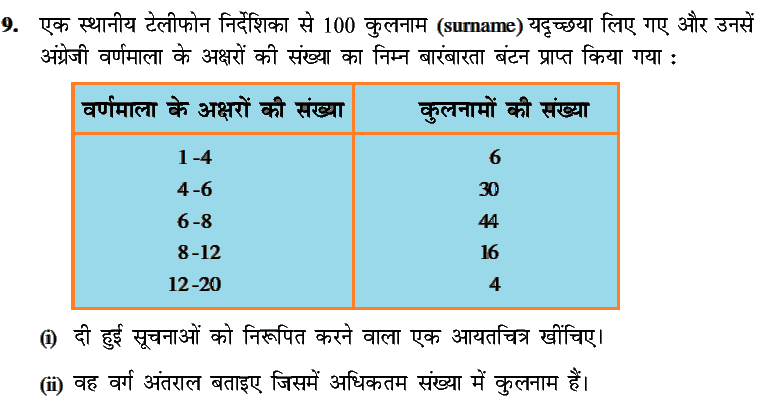 9. एक स्थानीय टेलीफोन निर्देशिका से 100 कुलनाम (surname) यदृच्छया लिए गए और उनसे
अंग्रेजी वर्णमाला के अक्षरों की संख्या का निम्न बारंबारता बंटन प्राप्त किया गया :
वर्णमाला के अक्षरों की संख्या कुलनामों की संख्या
1 -4 6
4 -6 30
6 -8 44
8 -12 16
12 -20 4
(i) दी हुई सूचनाओं को निरूपित करने वाला एक आयतचित्र खींचिए।
(ii) वह वर्ग अंतराल बताइए जिसमें अधिकतम संख्या में कुलनाम हैं।